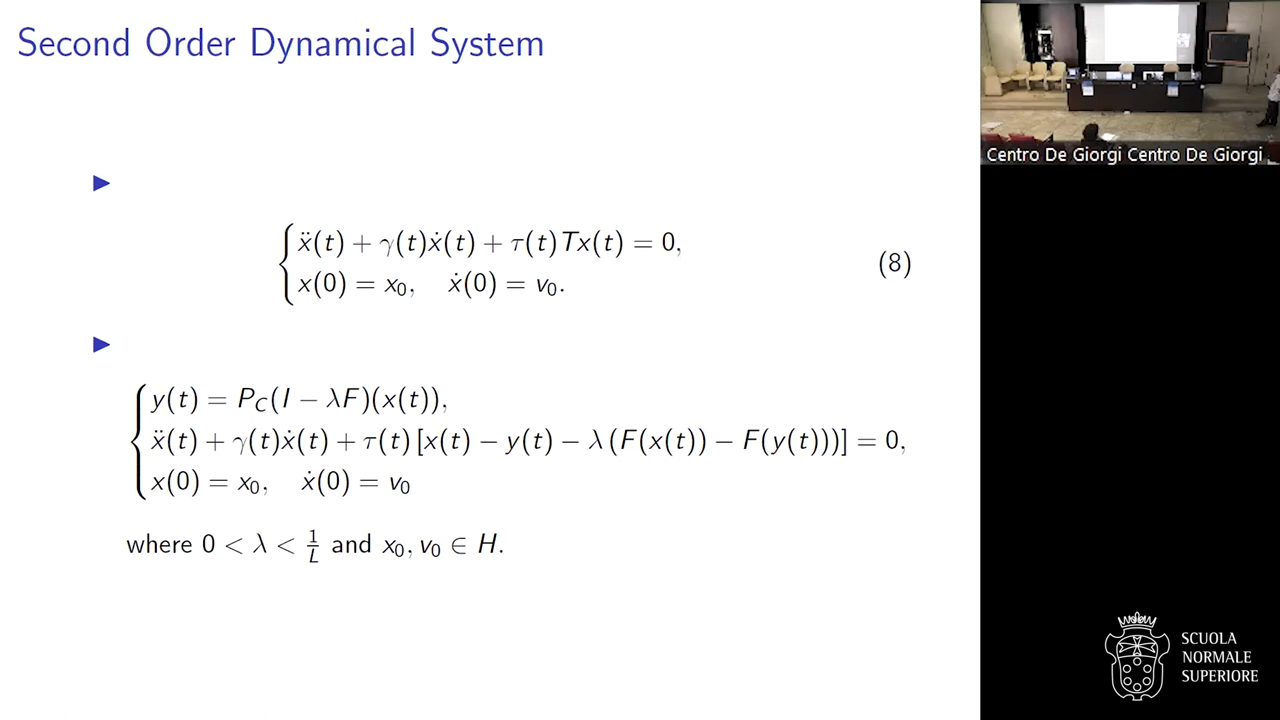 Second Order Dynamical System
ẍ(t) + γ(t)ẋ(t) + τ(t)Tx(t) = 0,
x(0) = x₀, ẋ(0) = v₀.
(8)
y(t) = P_C(I − λF)(x(t)),
ẍ(t) + γ(t)ẋ(t) + τ(t) [x(t) − y(t) − λ (F(x(t)) − F(y(t)))] = 0,
x(0) = x₀, ẋ(0) = v₀
where 0 < λ < 1/L and x₀, v₀ ∈ H.
Centro De Giorgi Centro De Giorgi
SCUOLA
NORMALE
SUPERIORE